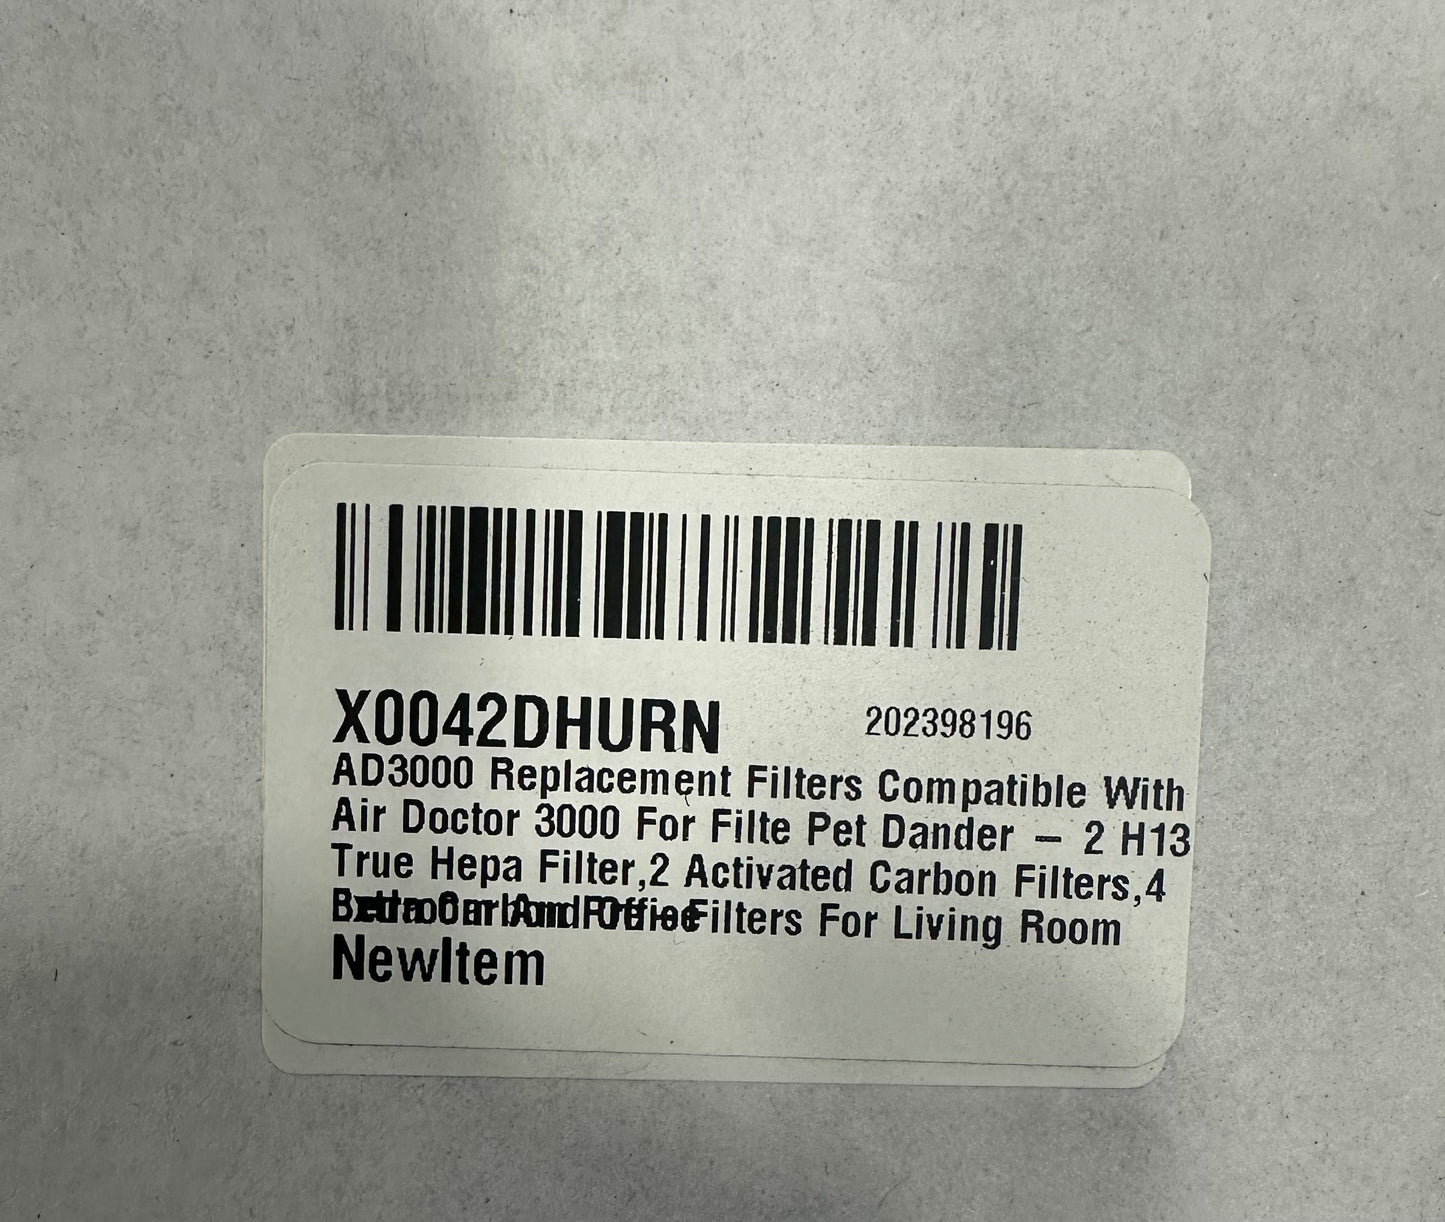 X0042DHURN 202398196
AD3000 Replacement Filters Compatible With
Air Doctor 3000 For Filte Pet Dander — 2 H13
True Hepa Filter,2 Activated Carbon Filters,4
Filters For Living Room
NewItem